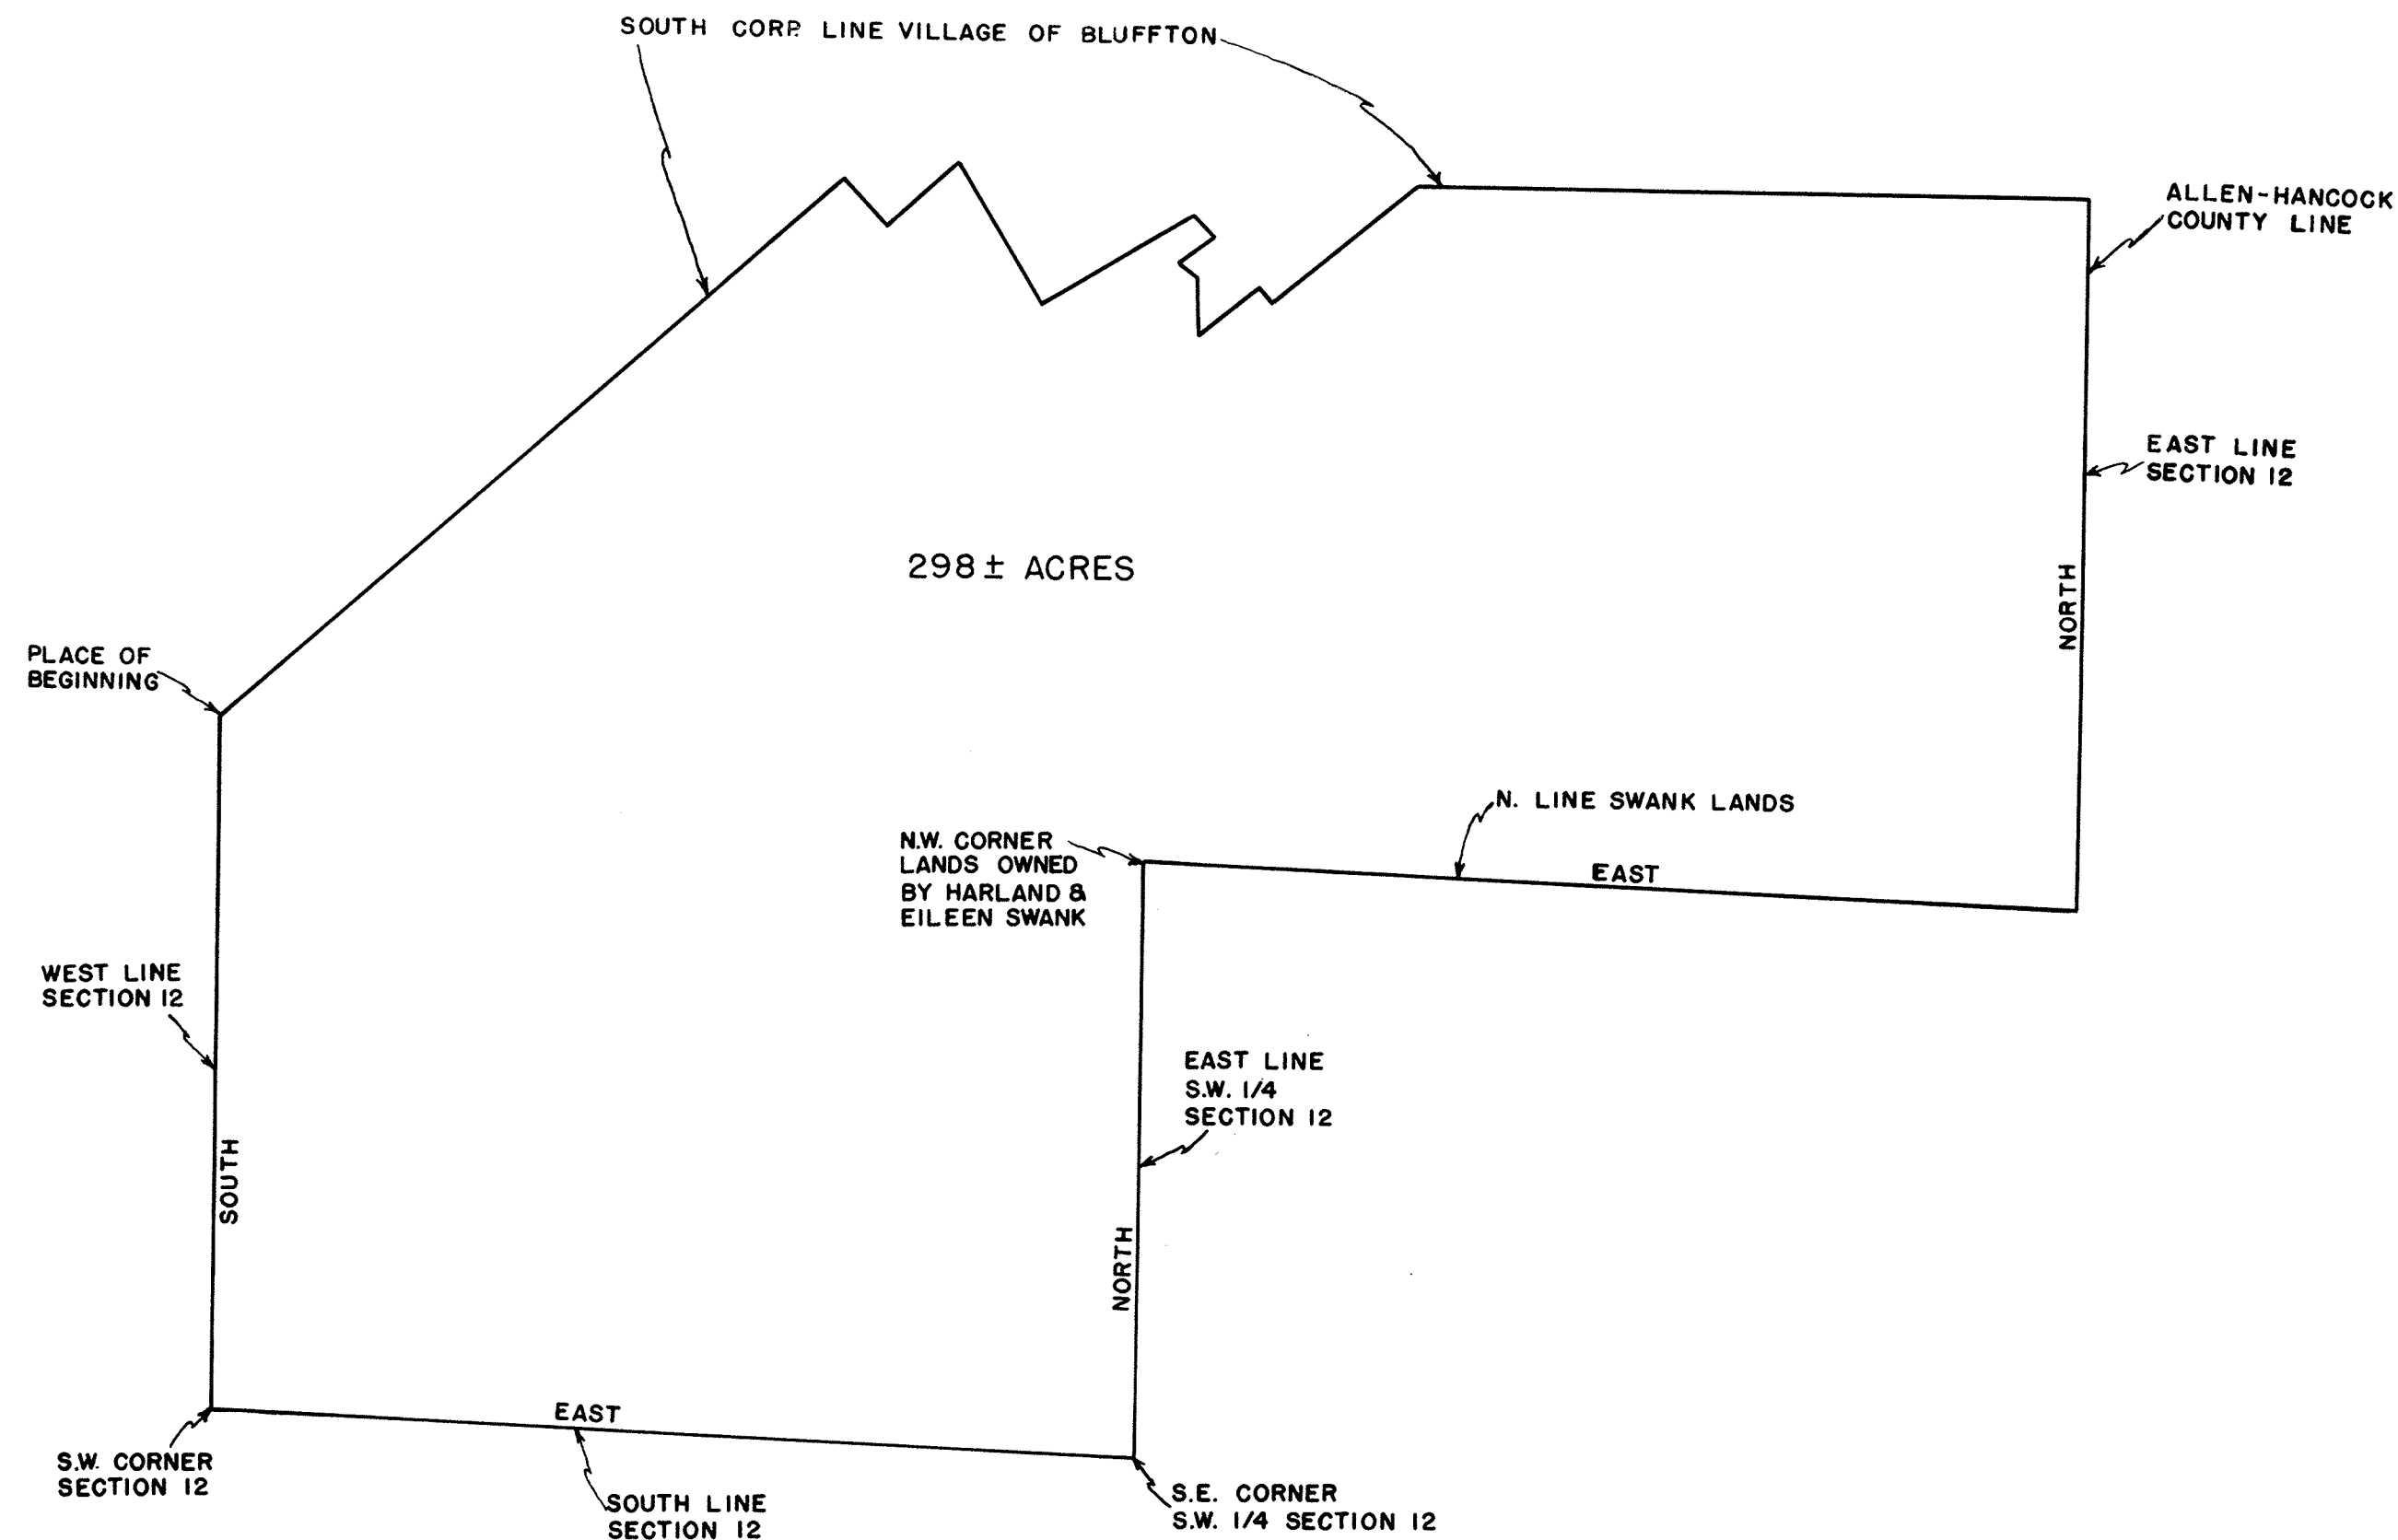 SOUTH CORP. LINE VILLAGE OF BLUFFTON
ALLEN-HANCOCK
COUNTY LINE
EAST LINE
SECTION 12
NORTH
298± ACRES
PLACE OF
BEGINNING
N. LINE SWANK LANDS
N.W. CORNER
LANDS OWNED
BY HARLAND &
EILEEN SWANK
EAST
WEST LINE
SECTION 12
EAST LINE
S.W. 1/4
SECTION 12
SOUTH
NORTH
EAST
S.W. CORNER
SECTION 12
SOUTH LINE
SECTION 12
S.E. CORNER
S.W. 1/4 SECTION 12